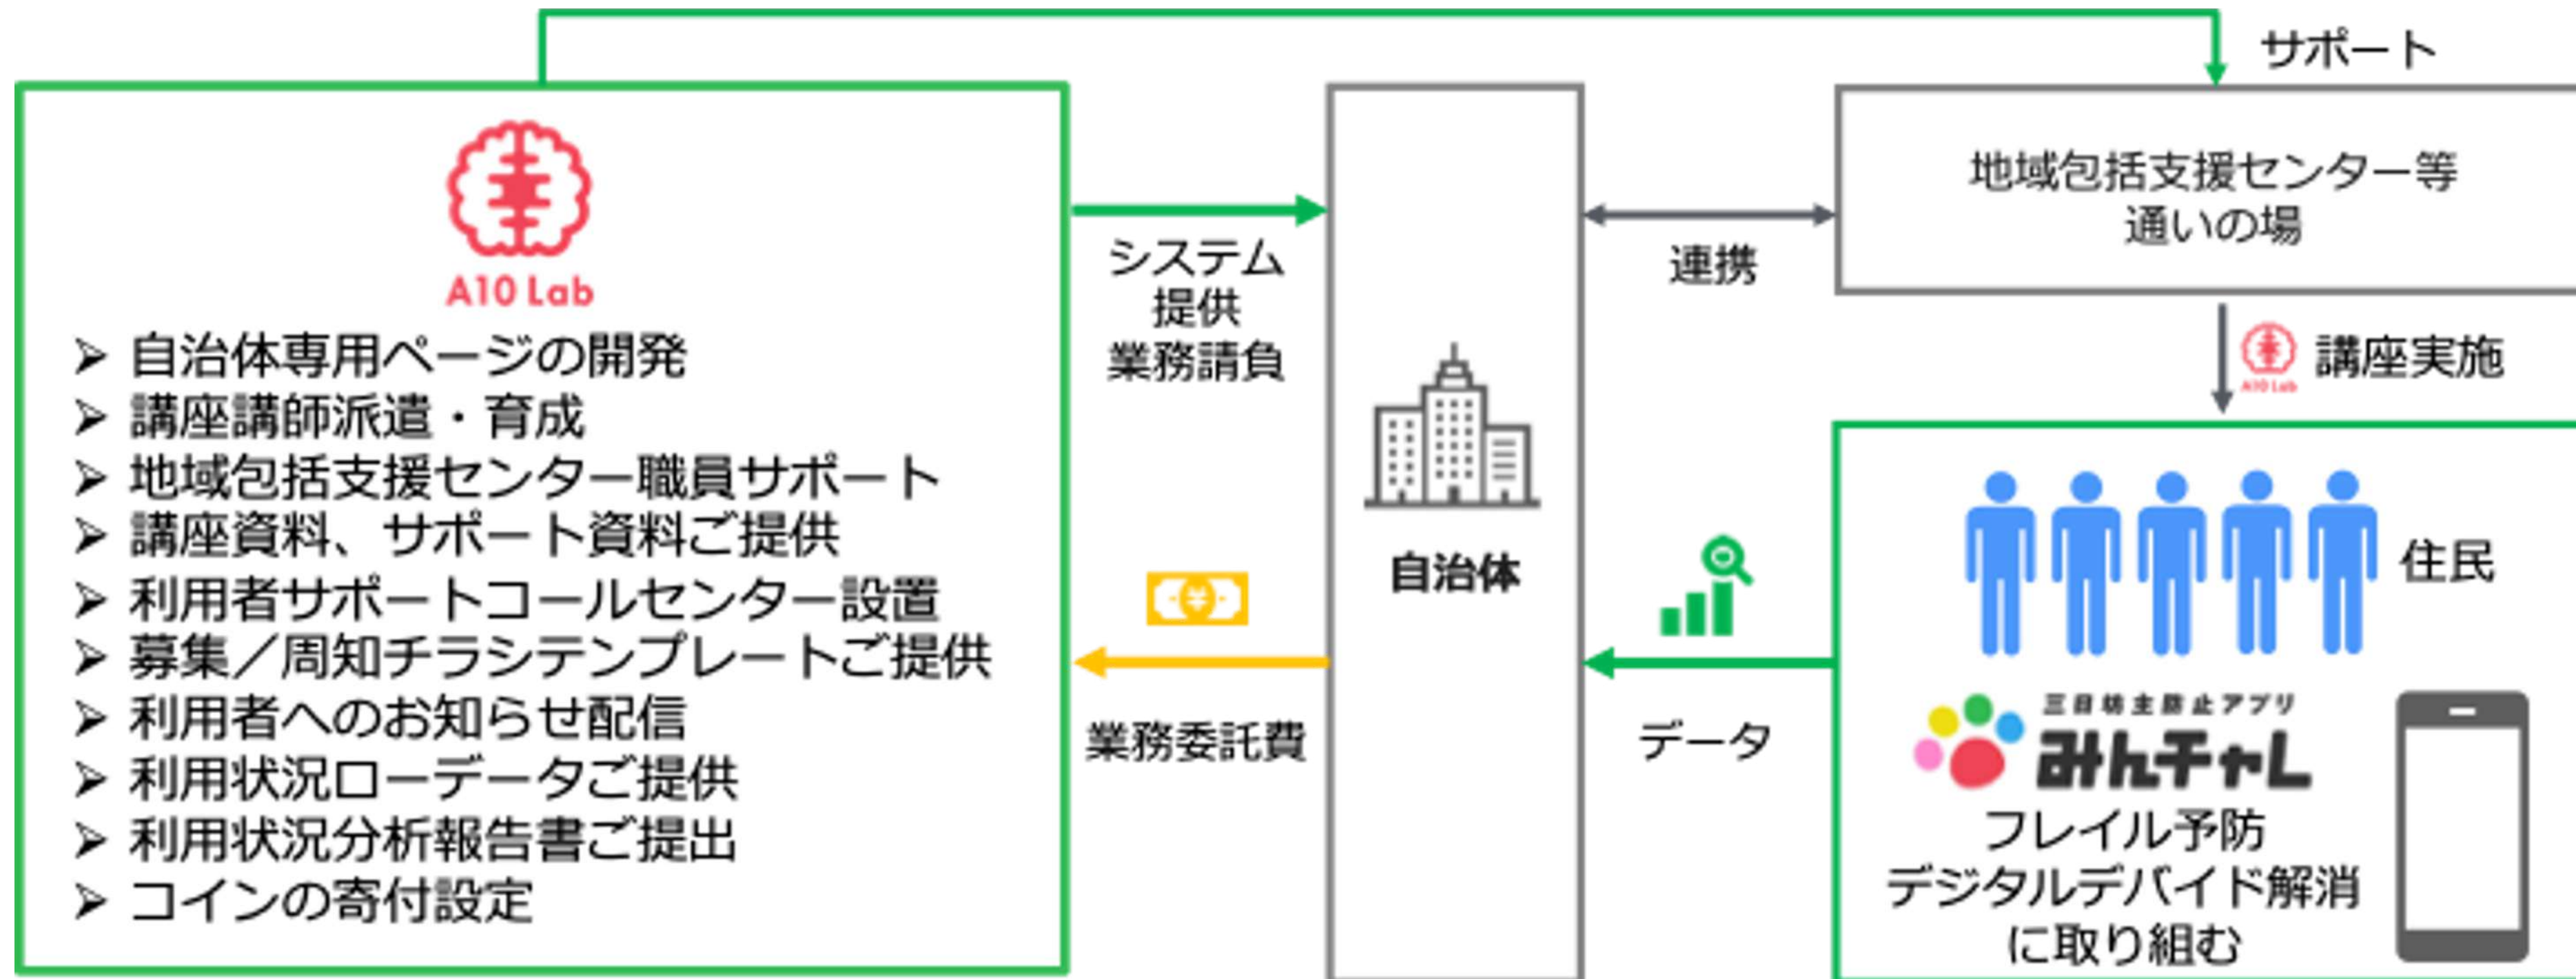 サポート
A10 Lab
自治体専用ページの開発
講座講師派遣・育成
地域包括支援センター職員サポート
講座資料、サポート資料ご提供
利用者サポートコールセンター設置
募集／周知チラシテンプレートご提供
利用者へのお知らせ配信
利用状況ローデータご提供
利用状況分析報告書ご提出
コインの寄付設定
システム
提供
業務請負
業務委託費
自治体
連携
データ
地域包括支援センター等
通いの場
A10 Lab
講座実施
住民
三日坊主防止アプリ
みんチャレ
フレイル予防
デジタルデバイド解消
に取り組む